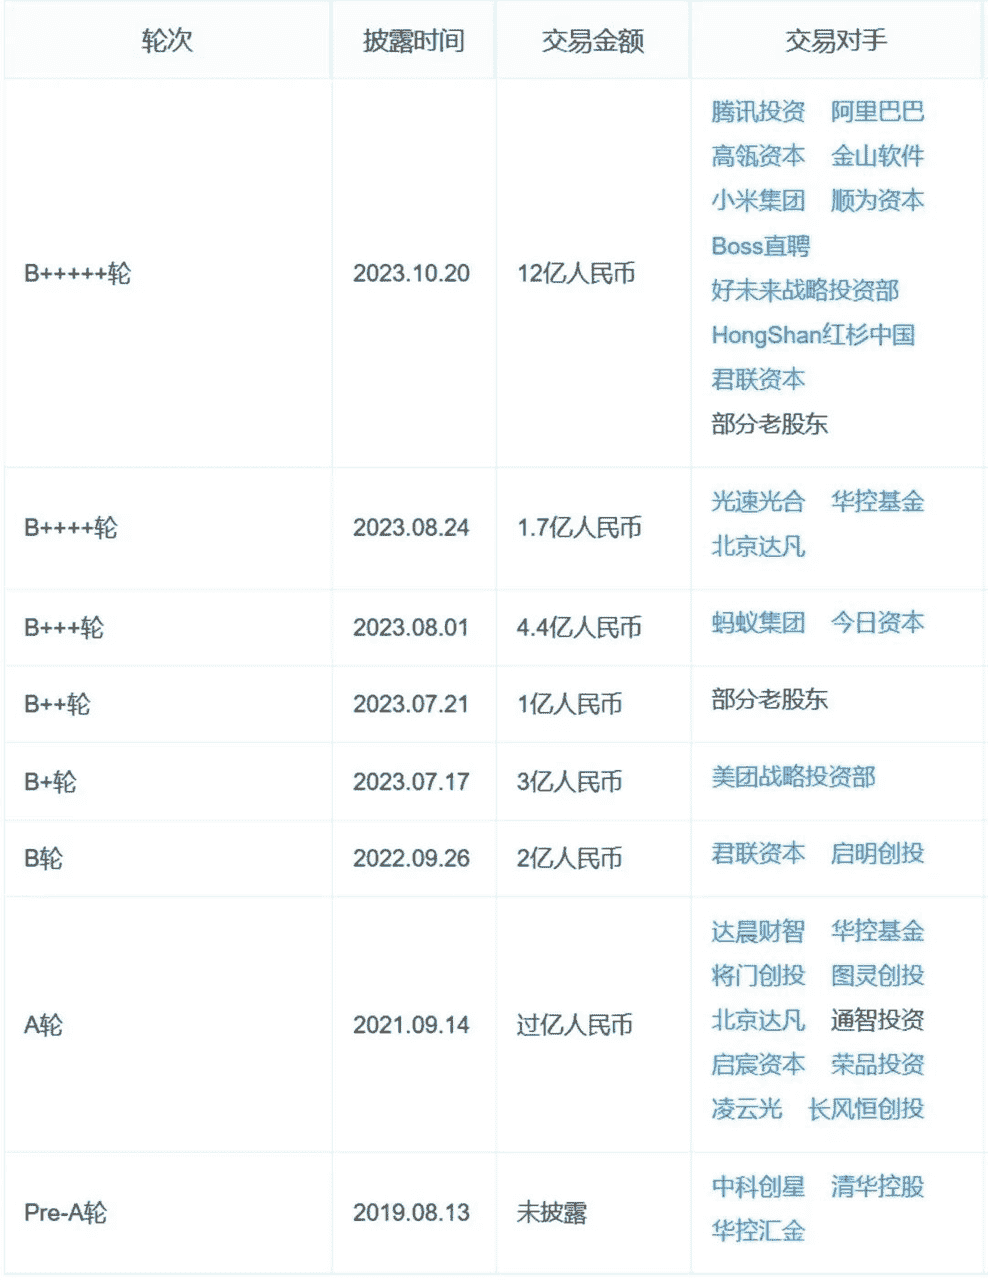 轮次 披露时间 交易金额 交易对手
腾讯投资 阿里巴巴
高瓴资本 金山软件
小米集团 顺为资本
Boss直聘
B+++++轮 2023.10.20 12亿人民币
好未来战略投资部
HongShan红杉中国
君联资本
部分老股东
光速光合 华控基金
B++++轮 2023.08.24 1.7亿人民币
北京达凡
B+++轮 2023.08.01 4.4亿人民币 蚂蚁集团 今日资本
B++轮 2023.07.21 1亿人民币 部分老股东
B+轮 2023.07.17 3亿人民币 美团战略投资部
B轮 2022.09.26 2亿人民币 君联资本 启明创投
达晨财智 华控基金
将门创投 图灵创投
A轮 2021.09.14 过亿人民币 北京达凡 通智投资
启宸资本 荣品投资
凌云光 长风恒创投
中科创星 清华控股
Pre-A轮 2019.08.13 未披露
华控汇金